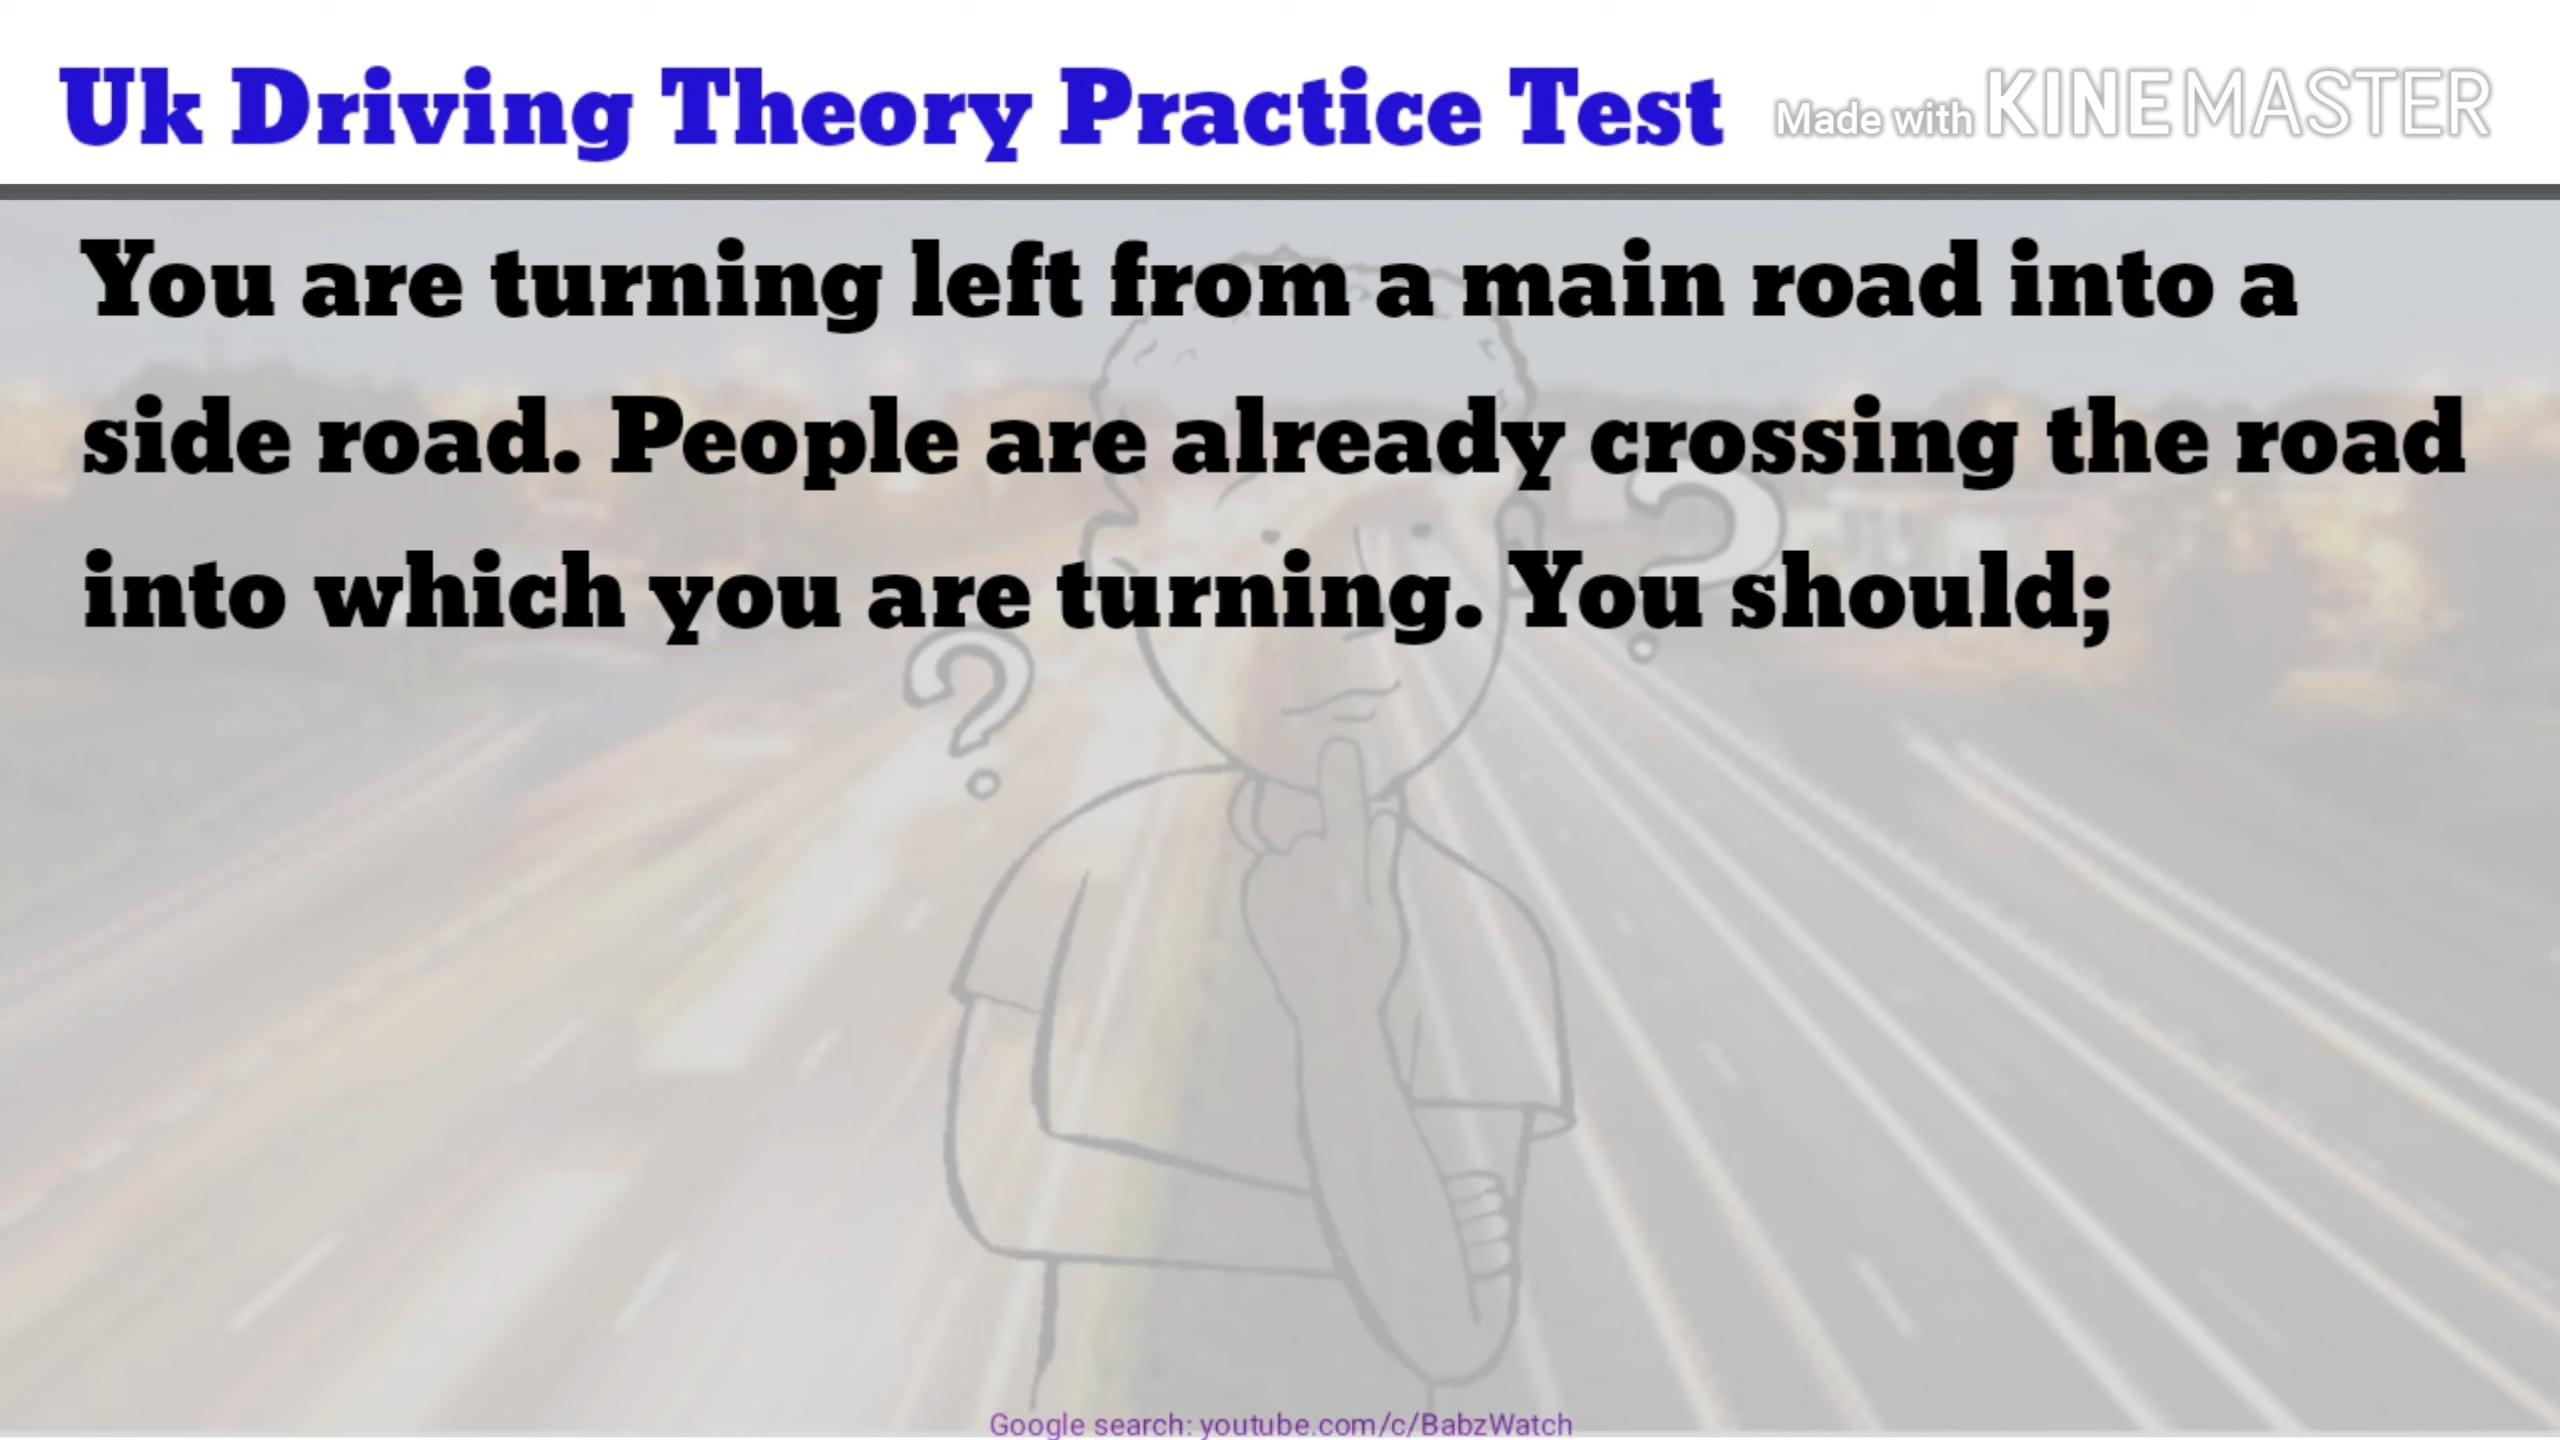 Uk Driving Theory Practice Test
Made with KINEMASTER
You are turning left from a main road into a
side road. People are already crossing the road
into which you are turning. You should;
Google search: youtube.com/c/BabzWatch